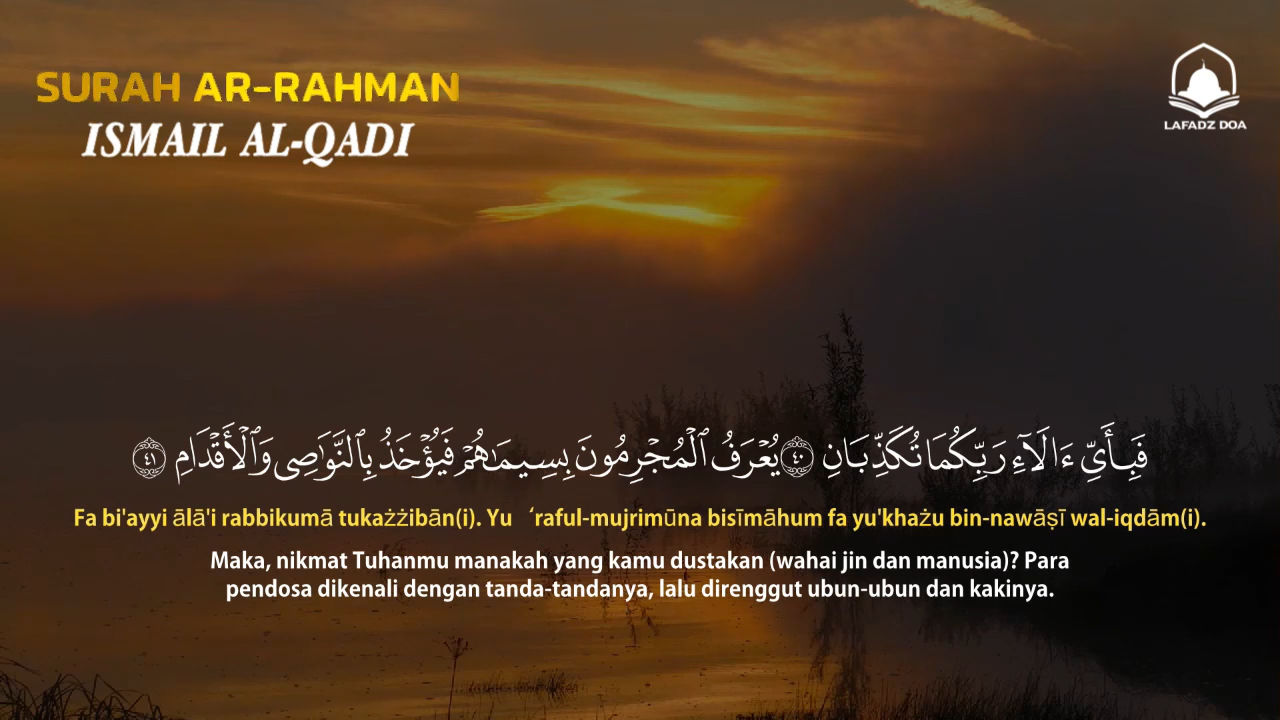 SURAH AR-RAHMAN
ISMAIL AL-QADI
LAFADZ DOA
فَبِأَيِّ ءَالَآءِ رَبِّكُمَا تُكَذِّبَانِ ٤٠ يُعْرَفُ ٱلْمُجْرِمُونَ بِسِيمَـٰهُمْ فَيُؤْخَذُ بِٱلنَّوَٰصِى وَٱلْأَقْدَامِ ٤١
Fa bi'ayyi ālā'i rabbikumā tukażżibān(i). Yu ‘raful-mujrimūna bisīmāhum fa yu'khażu bin-nawāṣī wal-iqdām(i).
Maka, nikmat Tuhanmu manakah yang kamu dustakan (wahai jin dan manusia)? Para
pendosa dikenali dengan tanda-tandanya, lalu direnggut ubun-ubun dan kakinya.